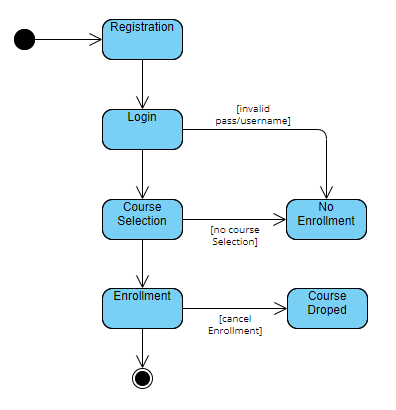 Registration
Login
[invalid
pass/username]
Course
Selection
No
Enrollment
[no course
Selection]
Enrollment
Course
Droped
[cancel
Enrollment]